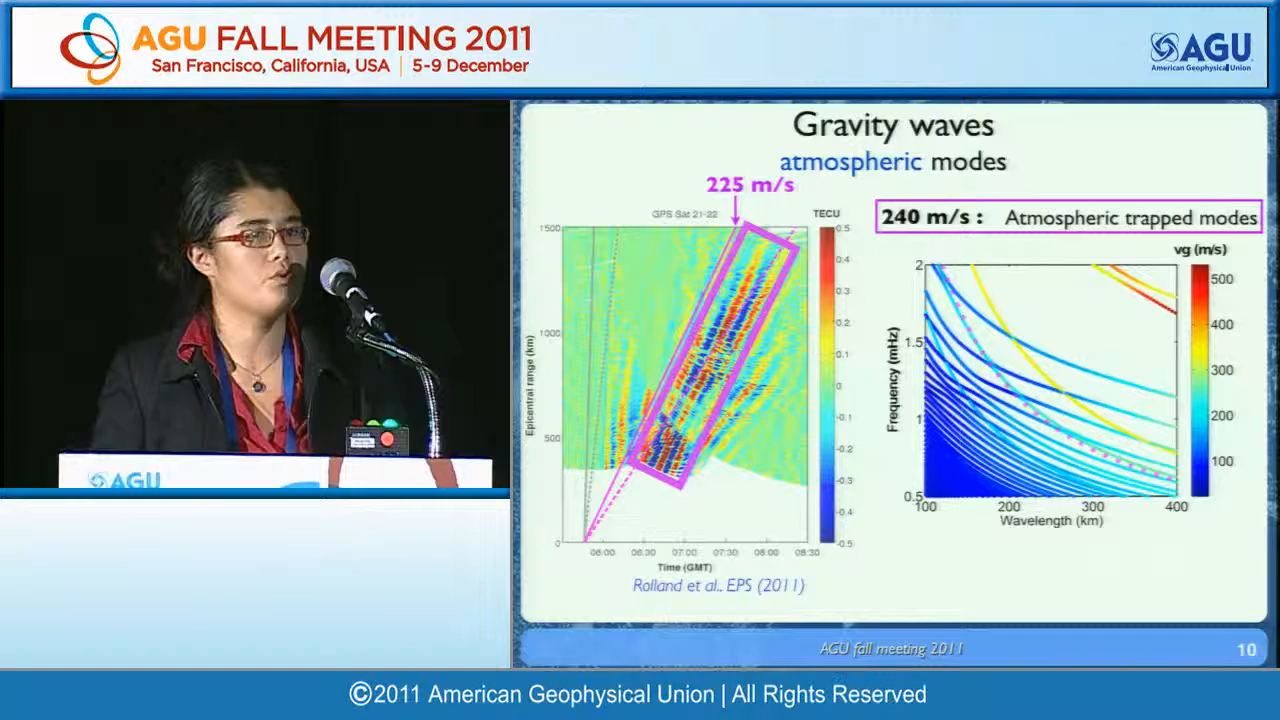 AGU FALL MEETING 2011
San Francisco, California, USA | 5-9 December
AGU
American Geophysical Union
AGU
Gravity waves
atmospheric modes
225 m/s
GPS Sat 21-22
TECU
1500
1000
500
0
Epicentral range (km)
06:00 06:30 07:00 07:30 08:00 08:30
Time (GMT)
0.5
0.4
0.3
0.2
0.1
0
-0.1
-0.2
-0.3
-0.4
-0.5
Rolland et al., EPS (2011)
240 m/s : Atmospheric trapped modes
vg (m/s)
2
1.5
1
0.5
Frequency (mHz)
100 200 300 400
Wavelength (km)
500
400
300
200
100
AGU fall meeting 2011
10
©2011 American Geophysical Union | All Rights Reserved